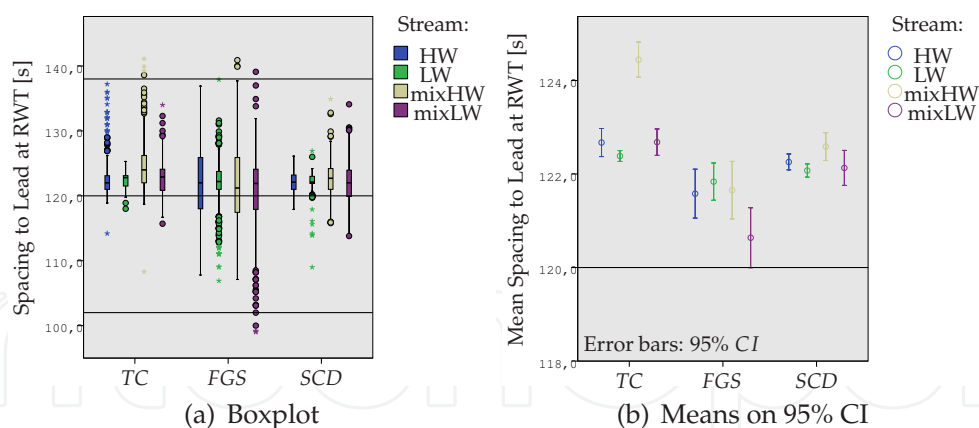 Stream:
HW
LW
mixHW
mixLW
Spacing to Lead at RWT [s]
140,0
130,0
120,0
110,0
100,0
TC
FGS
SCD
(a) Boxplot
Stream:
HW
LW
mixHW
mixLW
Mean Spacing to Lead at RWT [s]
124,0
122,0
120,0
118,0
Error bars: 95% CI
TC
FGS
SCD
(b) Means on 95% CI